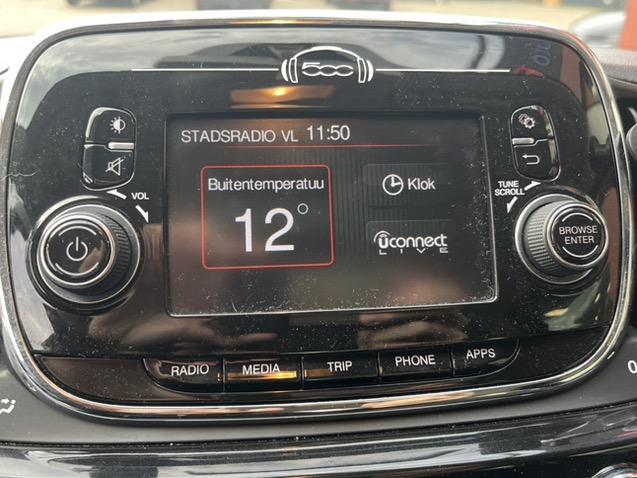 500
STADSRADIO VL 11:50
VOL
Buitentemperatuu
12°
Klok
uconnect
LIVE
TUNE
SCROLL
BROWSE
ENTER
RADIO
MEDIA
TRIP
PHONE
APPS
0